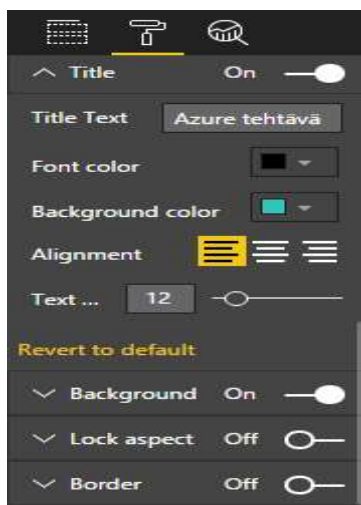 Title On
Title Text Azure tehtävä
Font color
Background color
Alignment
Text ... 12
Revert to default
Background On
Lock aspect Off
Border Off